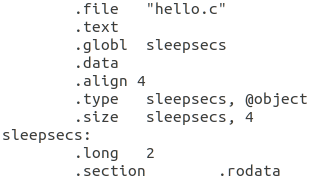 .file "hello.c"
.text
.globl sleepsecs
.data
.align 4
.type sleepsecs, @object
.size sleepsecs, 4
sleepsecs:
.long 2
.section .rodata